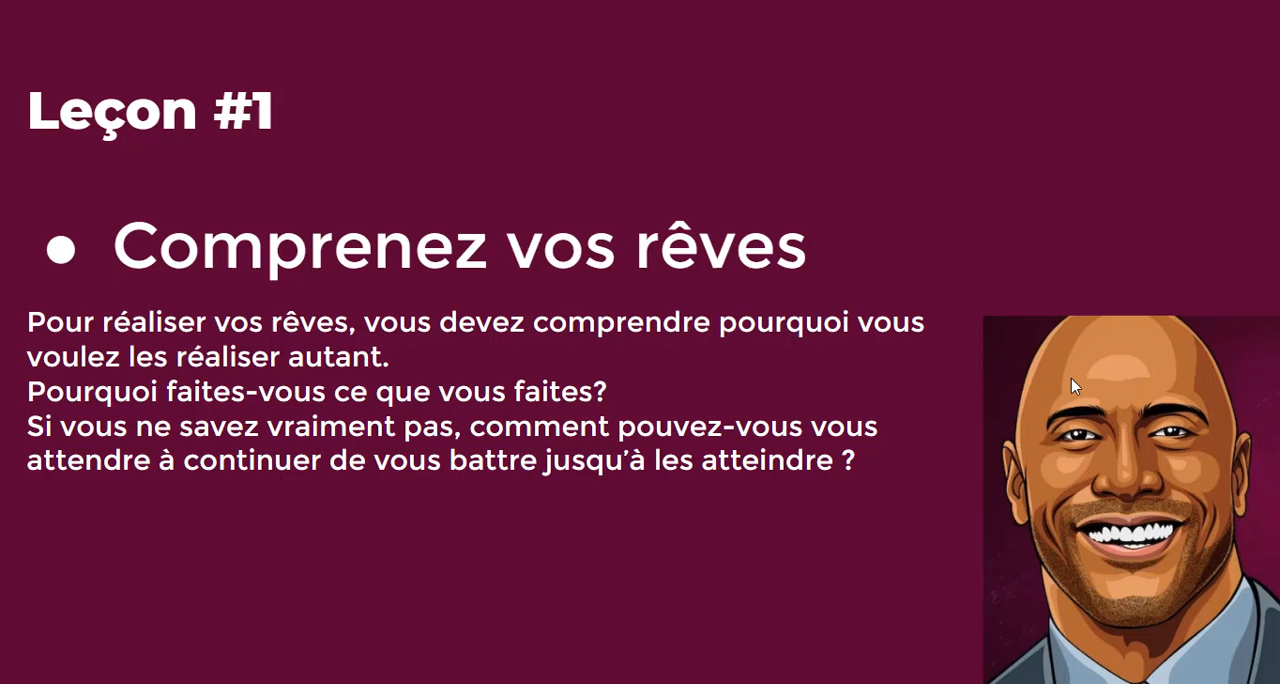 Leçon #1
● Comprenez vos rêves
Pour réaliser vos rêves, vous devez comprendre pourquoi vous
voulez les réaliser autant.
Pourquoi faites-vous ce que vous faites?
Si vous ne savez vraiment pas, comment pouvez-vous vous
attendre à continuer de vous battre jusqu’à les atteindre ?